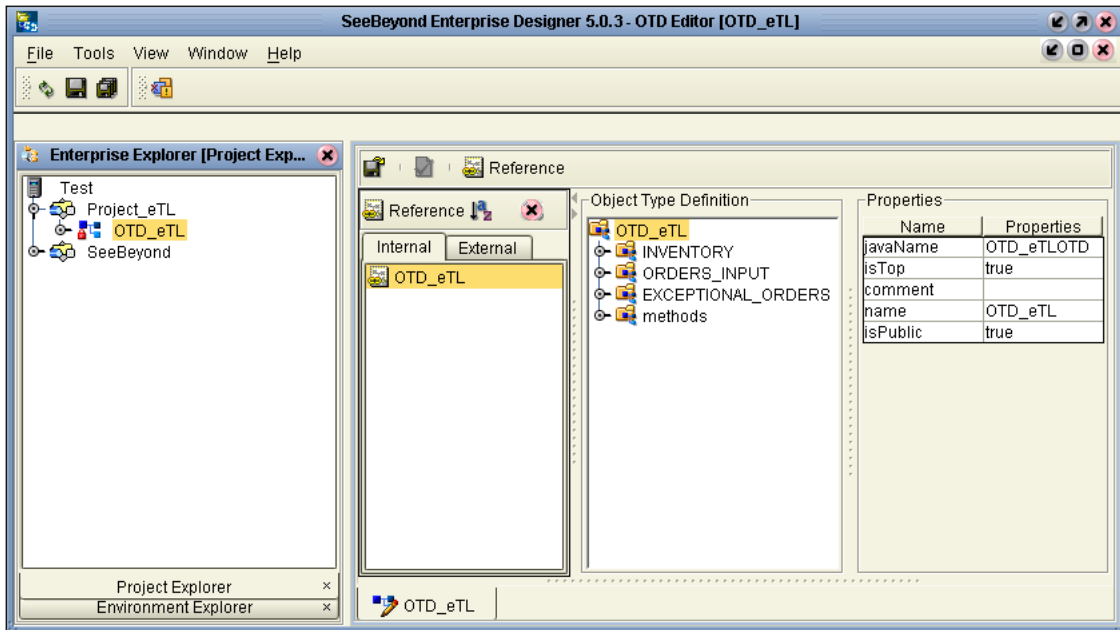 SeeBeyond Enterprise Designer 5.0.3 - OTD Editor [OTD_eTL]
File Tools View Window Help
Enterprise Explorer [Project Exp...
Test
Project_eTL
OTD_eTL
SeeBeyond
Project Explorer
Environment Explorer
Reference
Reference
Internal External
OTD_eTL
Object Type Definition
OTD_eTL
INVENTORY
ORDERS_INPUT
EXCEPTIONAL_ORDERS
methods
Properties
Name Properties
javaName OTD_eTLOTD
isTop true
comment
name OTD_eTL
isPublic true
OTD_eTL